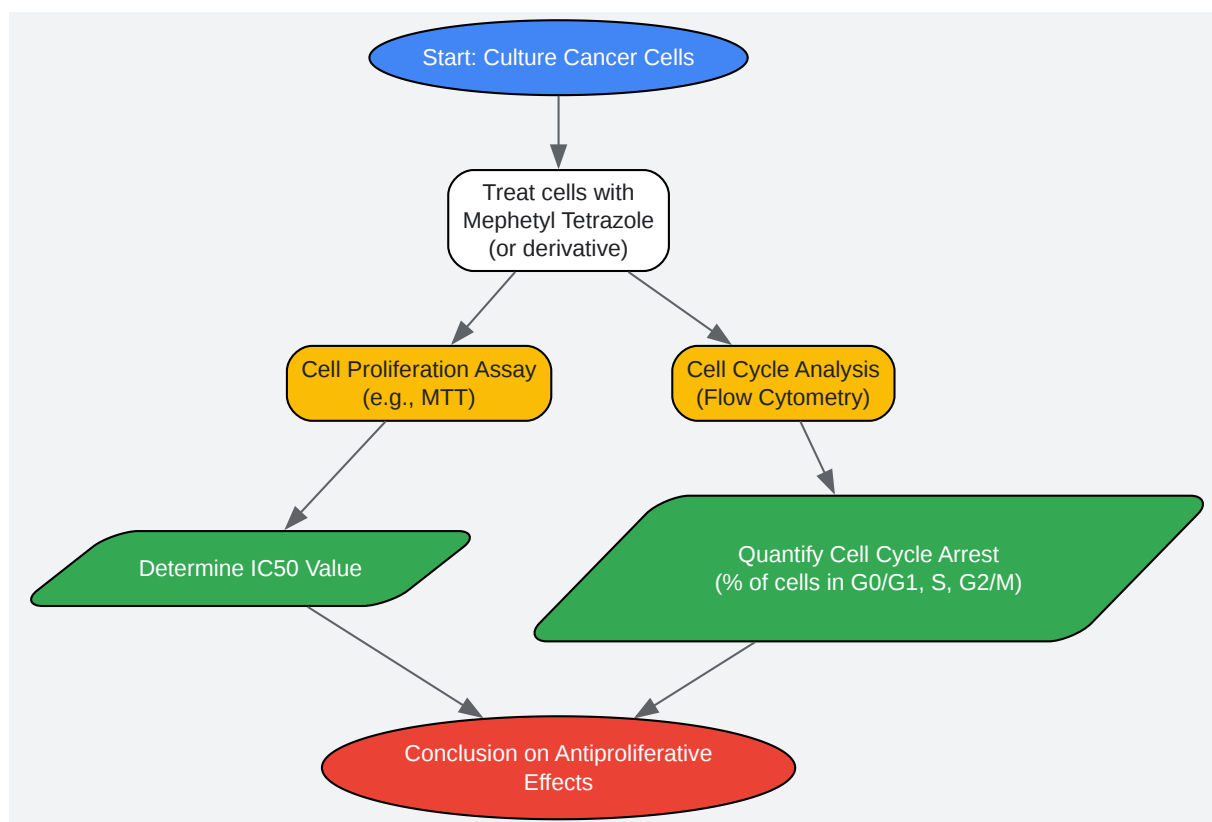 Start: Culture Cancer Cells
Treat cells with
Mephetyl Tetrazole
(or derivative)
Cell Proliferation Assay
(e.g., MTT)
Cell Cycle Analysis
(Flow Cytometry)
Determine IC50 Value
Quantify Cell Cycle Arrest
(% of cells in G0/G1, S, G2/M)
Conclusion on Antiproliferative
Effects